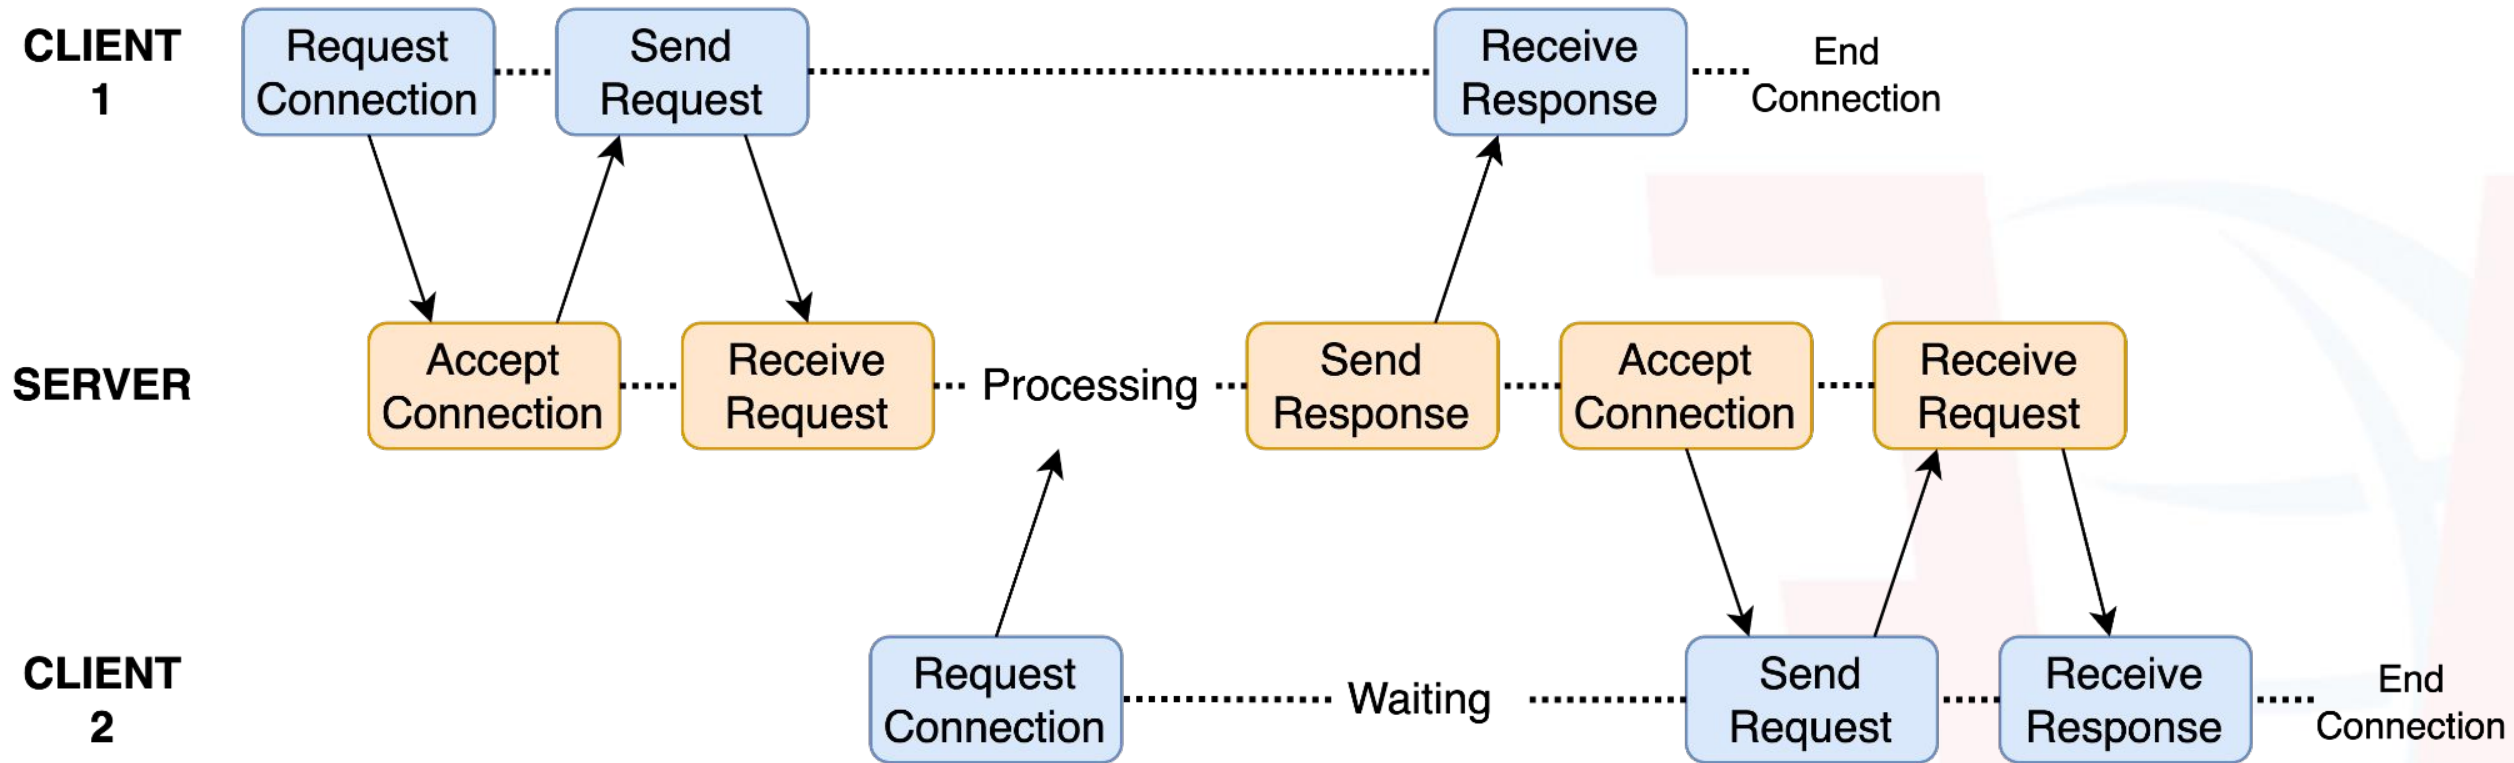 CLIENT
1
Request
Connection
Send
Request
Receive
Response
End
Connection
SERVER
Accept
Connection
Receive
Request
Processing
Send
Response
Accept
Connection
Receive
Request
CLIENT
2
Request
Connection
Waiting
Send
Request
Receive
Response
End
Connection